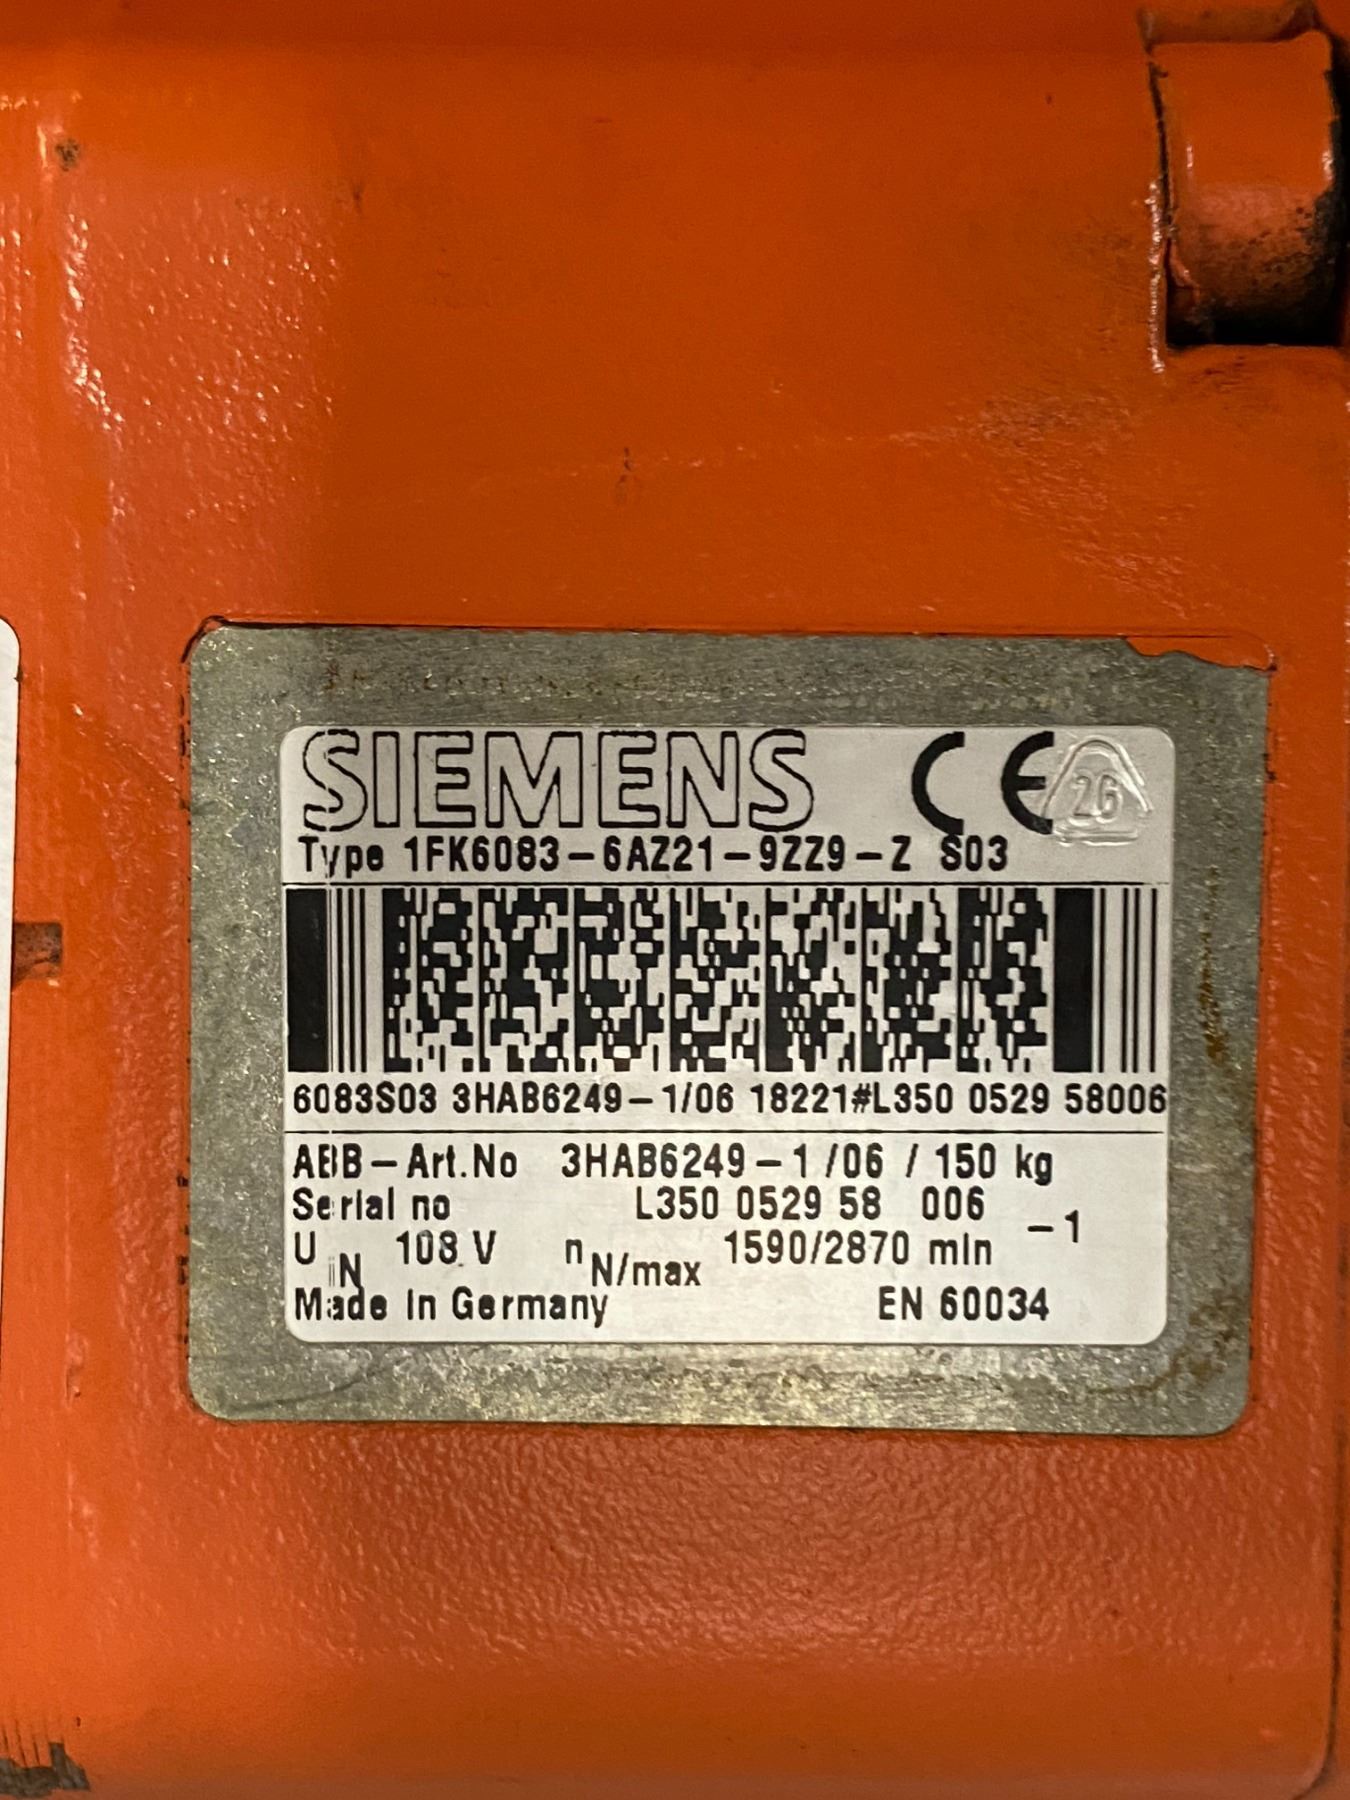 SIEMENS CE 26
Type 1FK6083-6AZ21-9ZZ9-Z S03
6083S03 3HAB6249-1/06 18221#L350 0529 58006
ABB-Art.No 3HAB6249-1/06 / 150 kg
Serial no L350 0529 58 006
U N 108 V n N/max 1590/2870 min -1
Made in Germany EN 60034